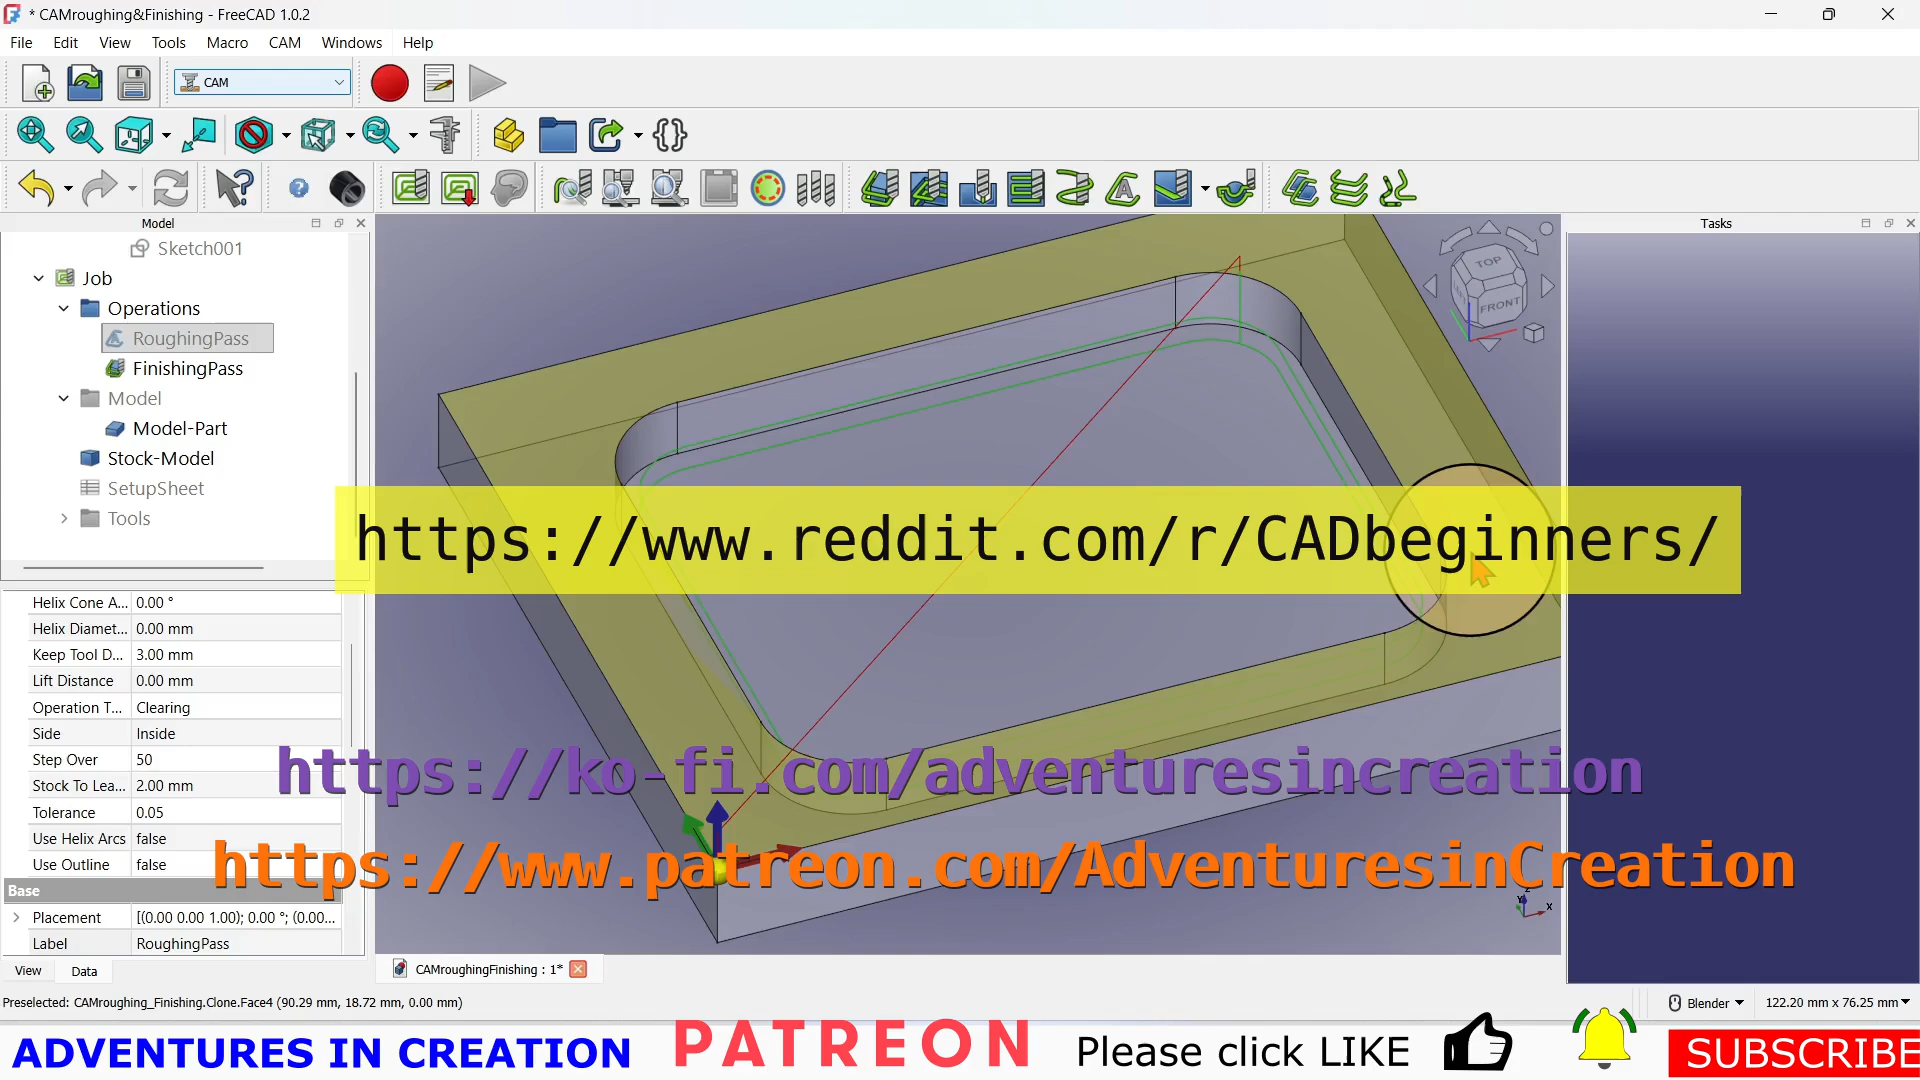 * CAMroughing&Finishing - FreeCAD 1.0.2
File Edit View Tools Macro CAM Windows Help
CAM
Model
Tasks
Sketch001
Job
Operations
RoughingPass
FinishingPass
Model
Model-Part
Stock-Model
SetupSheet
Tools
TOP
FRONT
https://www.reddit.com/r/CADbeginners/
Helix Cone A... 0.00 °
Helix Diamet... 0.00 mm
Keep Tool D... 3.00 mm
Lift Distance 0.00 mm
Operation T... Clearing
Side Inside
Step Over 50
Stock To Lea... 2.00 mm
Tolerance 0.05
Use Helix Arcs false
Use Outline false
Base
Placement [(0.00 0.00 1.00); 0.00 °; (0.00...
Label RoughingPass
https://ko-fi.com/adventuresincreation
https://www.patreon.com/AdventuresinCreation
Z
Y
X
View Data
CAMroughingFinishing : 1*
Preselected: CAMroughing_Finishing.Clone.Face4 (90.29 mm, 18.72 mm, 0.00 mm)
Blender 122.20 mm x 76.25 mm
ADVENTURES IN CREATION PATREON Please click LIKE SUBSCRIBE